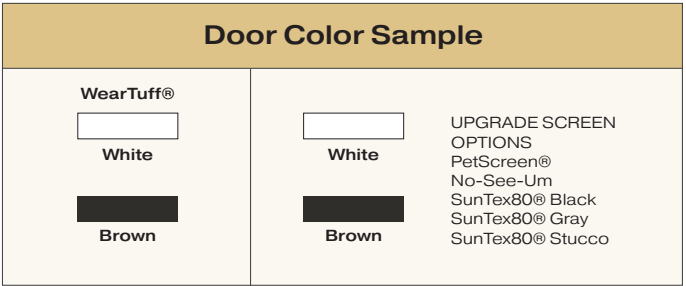 Door Color Sample
WearTuff®
White
Brown
White
Brown
UPGRADE SCREEN
OPTIONS
PetScreen®
No-See-Um
SunTex80® Black
SunTex80® Gray
SunTex80® Stucco